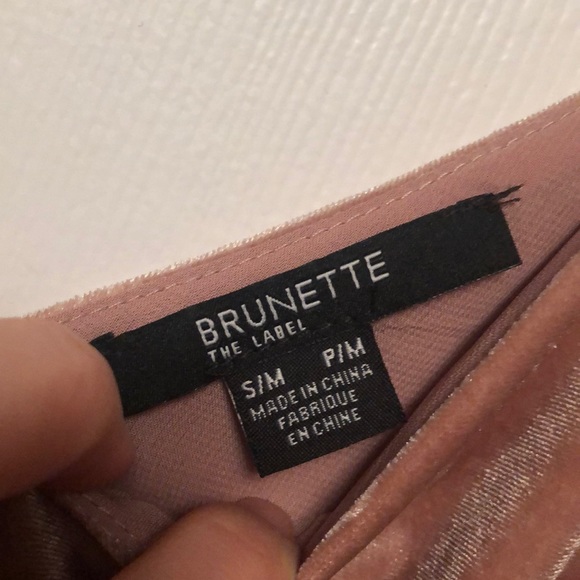 BRUNETTE
THE LABEL
S/M P/M
MADE IN CHINA
FABRIQUE
EN CHINE